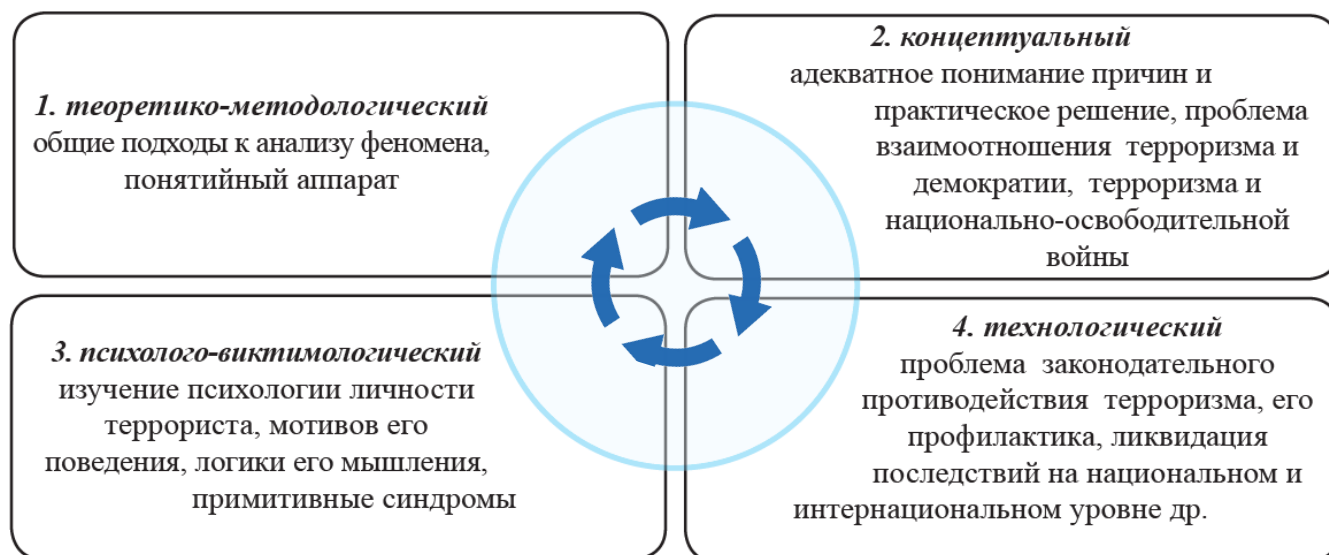 1. теоретико-методологический
общие подходы к анализу феномена,
понятийный аппарат
2. концептуальный
адекватное понимание причин и
практическое решение, проблема
взаимоотношения терроризма и
демократии, терроризма и
национально-освободительной
войны
3. психолого-виктимологический
изучение психологии личности
террориста, мотивов его
поведения, логики его мышления,
примитивные синдромы
4. технологический
проблема законодательного
противодействия терроризма, его
профилактика, ликвидация
последствий на национальном и
интернациональном уровне др.